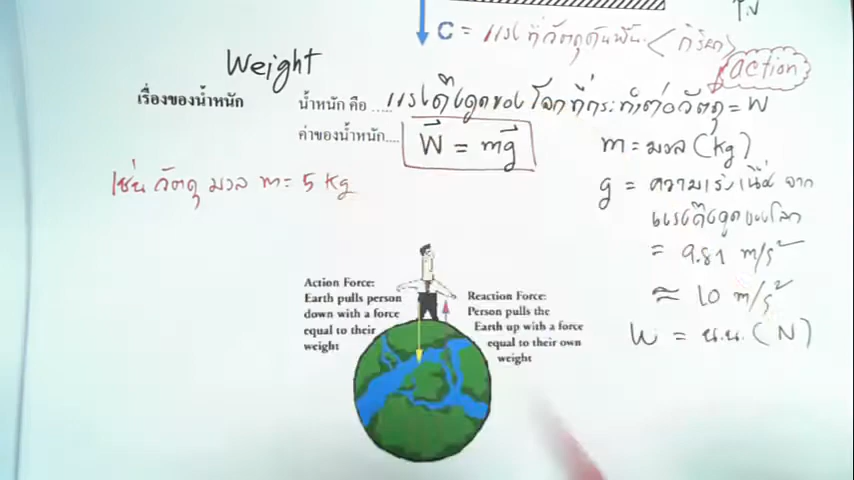 C = แรงที่วัตถุดันพื้น (กิริยา)
action
Weight
เรื่องของน้ำหนัก
น้ำหนัก คือ ..... แรงดึงดูดของโลกที่กระทำต่อวัตถุ = W
ค่าของน้ำหนัก.... W = mg
m = มวล (kg)
เช่น วัตถุ มวล m = 5 kg
g = ความเร่งเนื่องจาก
แรงดึงดูดของโลก
= 9.81 m/s²
≈ 10 m/s²
W = น.น. (N)
Action Force:
Earth pulls person
down with a force
equal to their
weight
Reaction Force:
Person pulls the
Earth up with a force
equal to their own
weight